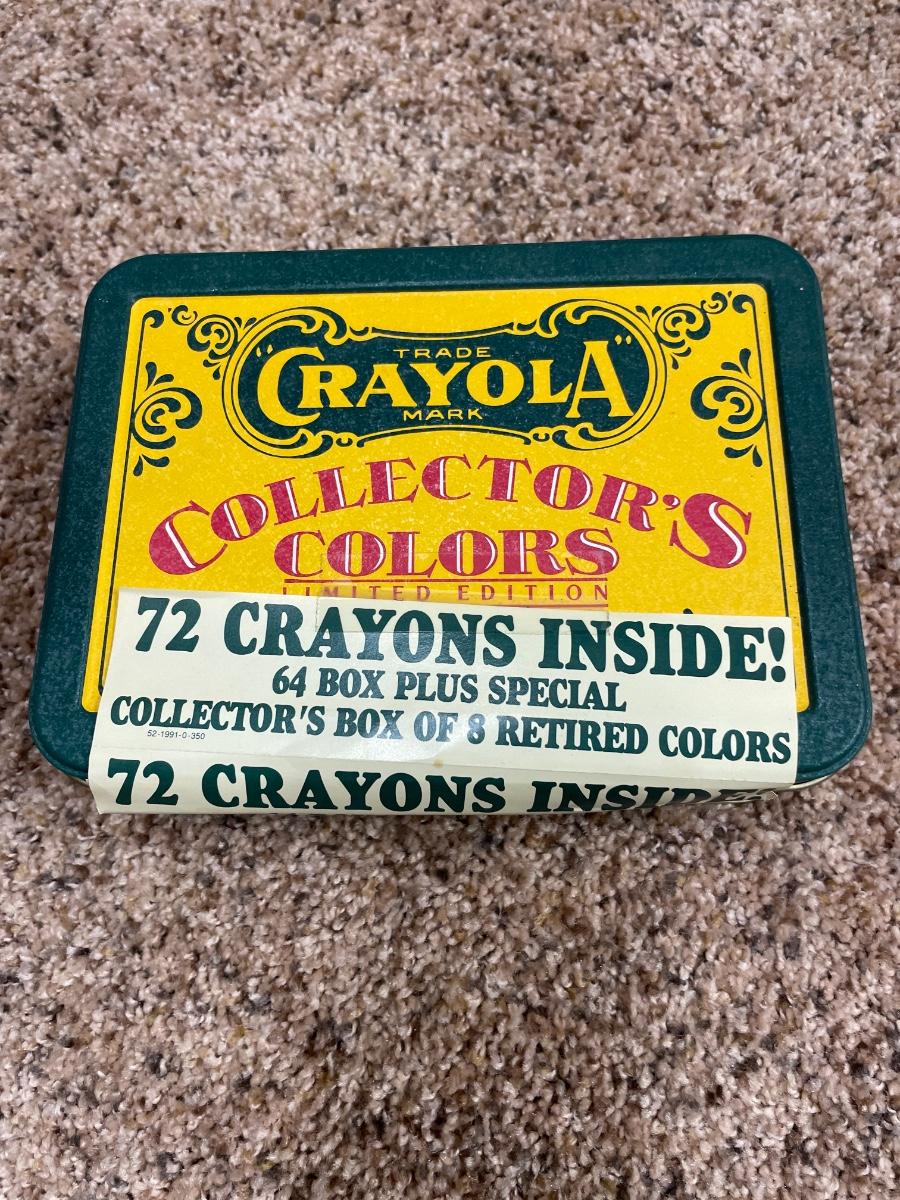 TRADE
"CRAYOLA"
MARK
COLLECTOR'S
COLORS
LIMITED EDITION
72 CRAYONS INSIDE!
64 BOX PLUS SPECIAL
COLLECTOR'S BOX OF 8 RETIRED COLORS
52-1991-0-350
72 CRAYONS INSIDE!